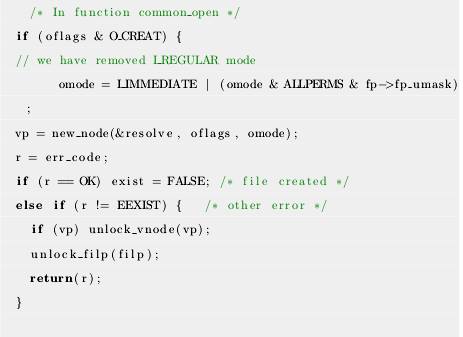 /* In function common_open */
if (oflags & O_CREAT) {
// we have removed I_REGULAR mode
omode = I_IMMEDIATE | (omode & ALLPERMS & fp->fp_umask)
;
vp = new_node(&resolve, oflags, omode);
r = err_code;
if (r == OK) exist = FALSE; /* file created */
else if (r != EEXIST) { /* other error */
if (vp) unlock_vnode(vp);
unlock_filp(filp);
return(r);
}